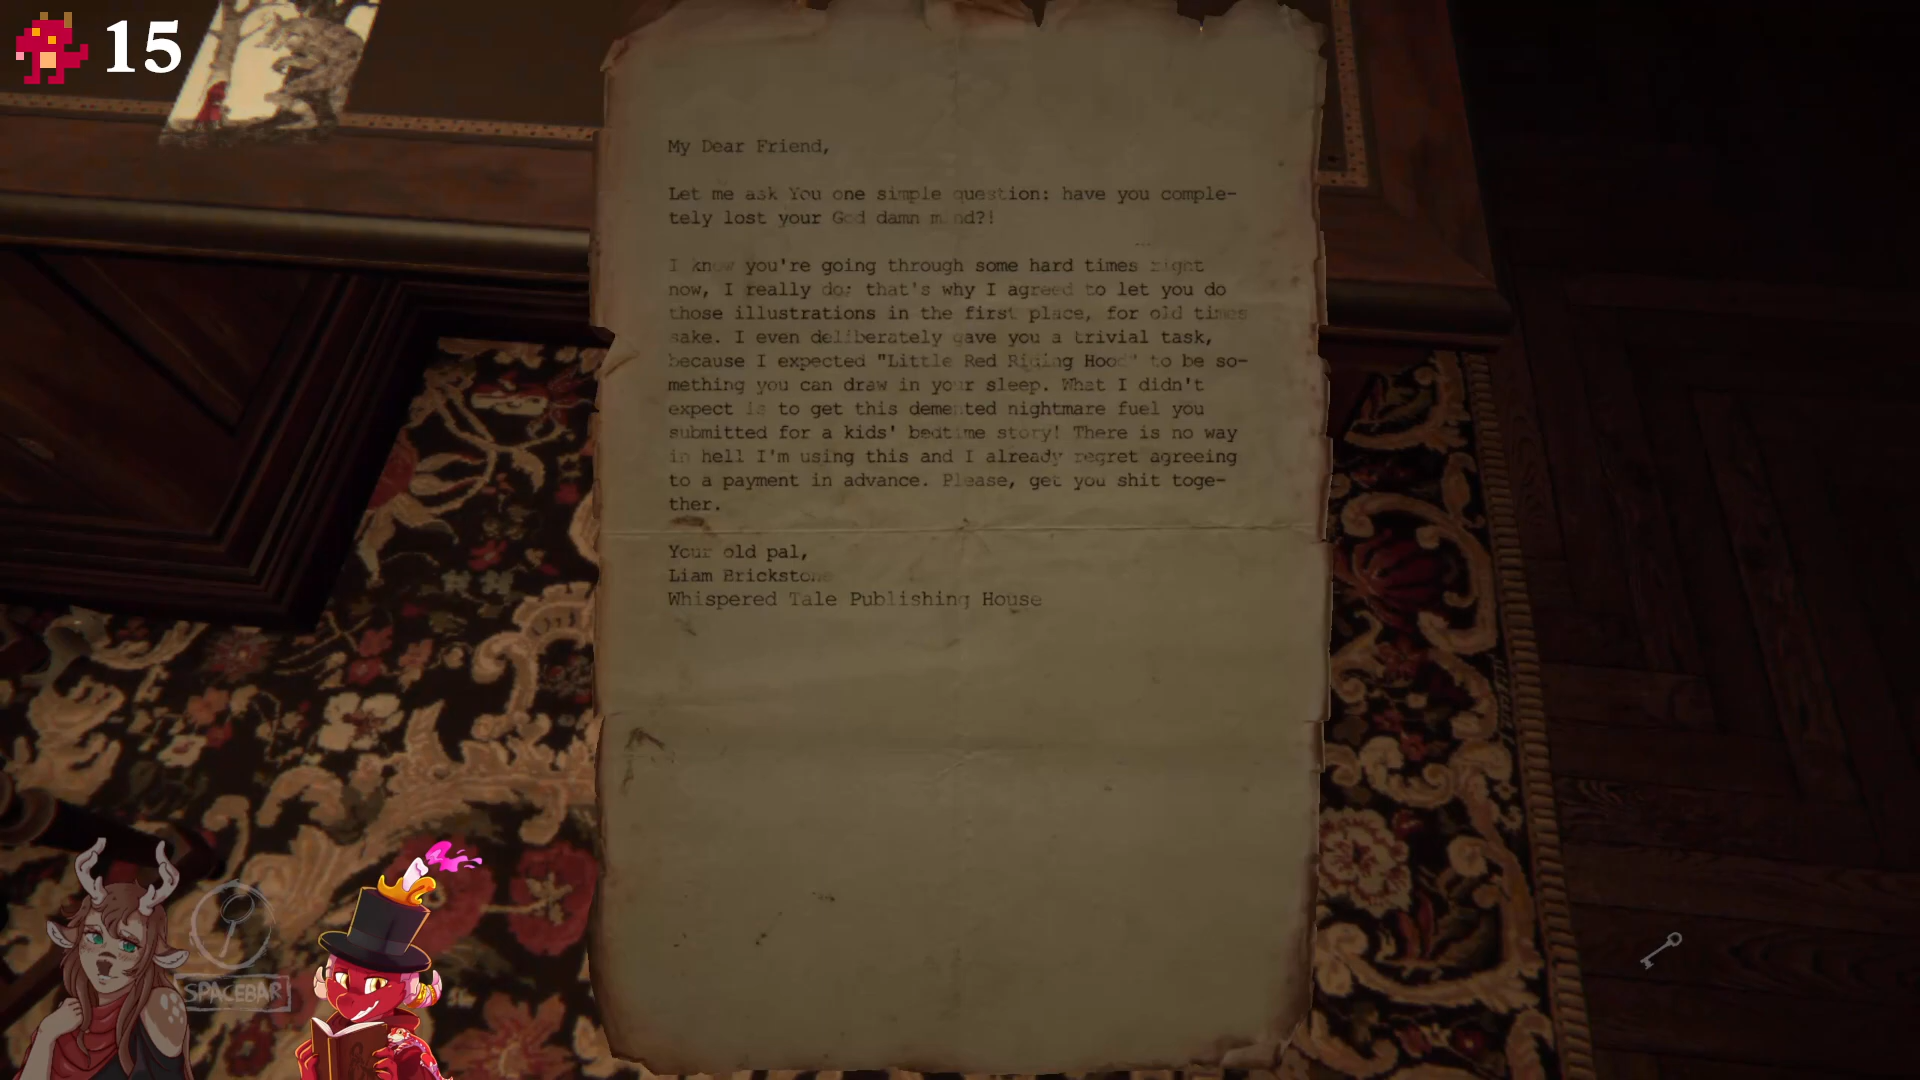 15
My Dear Friend,
Let me ask You one simple question: have you comple-
tely lost your God damn mind?!
I know you're going through some hard times right
now, I really do; that's why I agreed to let you do
those illustrations in the first place, for old times
sake. I even deliberately gave you a trivial task,
because I expected "Little Red Riding Hood" to be so-
mething you can draw in your sleep. What I didn't
expect is to get this demented nightmare fuel you
submitted for a kids' bedtime story! There is no way
in hell I'm using this and I already regret agreeing
to a payment in advance. Please, get you shit toge-
ther.
Your old pal,
Liam Brickstone
Whispered Tale Publishing House
SPACEBAR